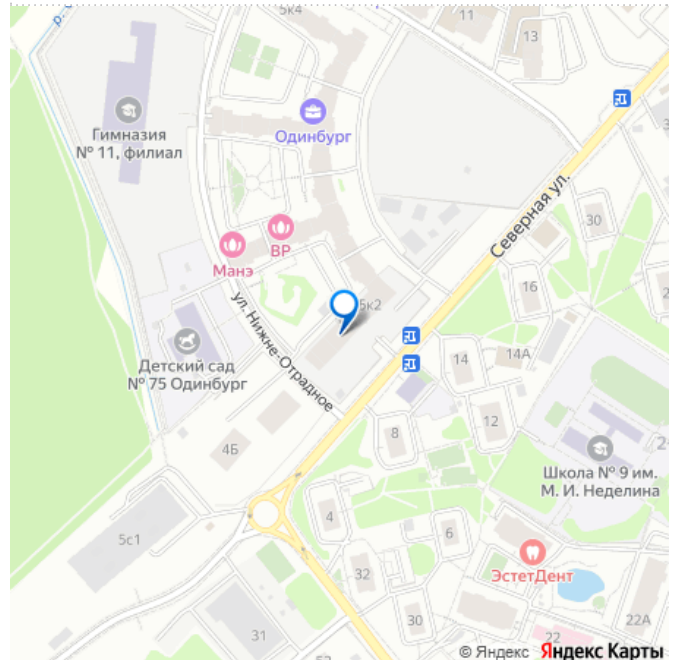 5к4
11
13
Гимназия
№ 11, филиал
Одинбург
Северная ул.
30
ВР
Манэ
16
5к2
ул. Нижне-Отрадное
Детский сад
№ 75 Одинбург
14
14А
12
8
4Б
Школа № 9 им.
М. И. Неделина
4
6
5с1
ЭстетДент
32
30
31
22
22А
© Яндекс Яндекс Карты